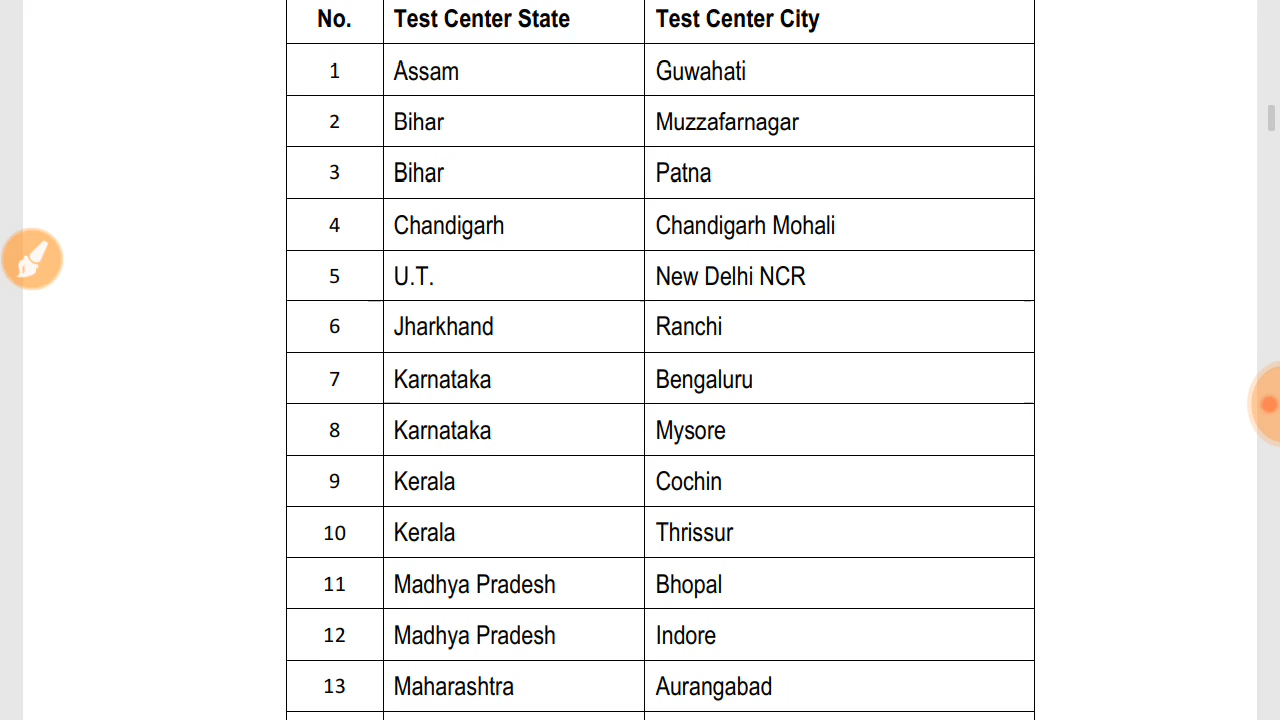 No. Test Center State Test Center City
1 Assam Guwahati
2 Bihar Muzzafarnagar
3 Bihar Patna
4 Chandigarh Chandigarh Mohali
5 U.T. New Delhi NCR
6 Jharkhand Ranchi
7 Karnataka Bengaluru
8 Karnataka Mysore
9 Kerala Cochin
10 Kerala Thrissur
11 Madhya Pradesh Bhopal
12 Madhya Pradesh Indore
13 Maharashtra Aurangabad